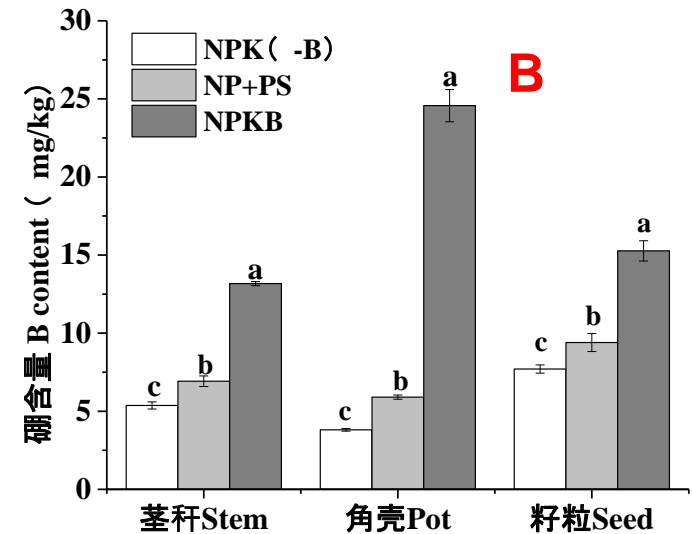 硼含量 B content（ mg/kg）
30
25
20
15
10
5
0
NPK（ -B）
NP+PS
NPKB
B
c
b
a
c
b
a
c
b
a
茎秆Stem
角壳Pot
籽粒Seed